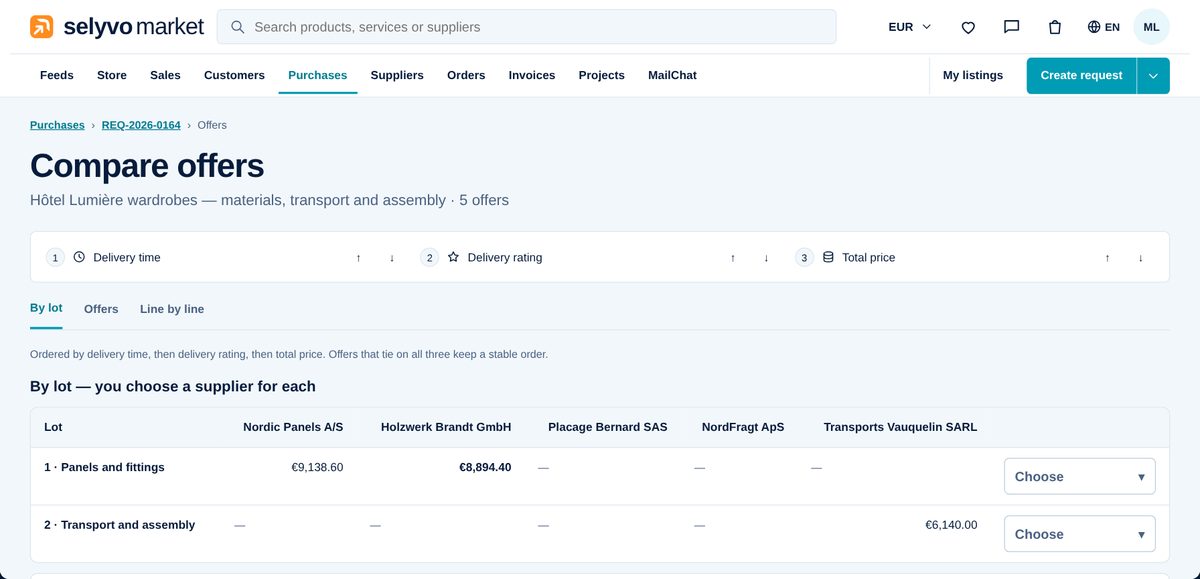 selyvo market
Search products, services or suppliers
EUR
EN
ML
Feeds Store Sales Customers Purchases Suppliers Orders Invoices Projects MailChat
My listings
Create request
Purchases › REQ-2026-0164 › Offers
Compare offers
Hôtel Lumière wardrobes — materials, transport and assembly · 5 offers
1 Delivery time ↑ ↓ 2 Delivery rating ↑ ↓ 3 Total price ↑ ↓
By lot Offers Line by line
Ordered by delivery time, then delivery rating, then total price. Offers that tie on all three keep a stable order.
By lot — you choose a supplier for each
Lot Nordic Panels A/S Holzwerk Brandt GmbH Placage Bernard SAS NordFragt ApS Transports Vauquelin SARL
1 · Panels and fittings €9,138.60 €8,894.40 — — — Choose ▾
2 · Transport and assembly — — — — €6,140.00 Choose ▾